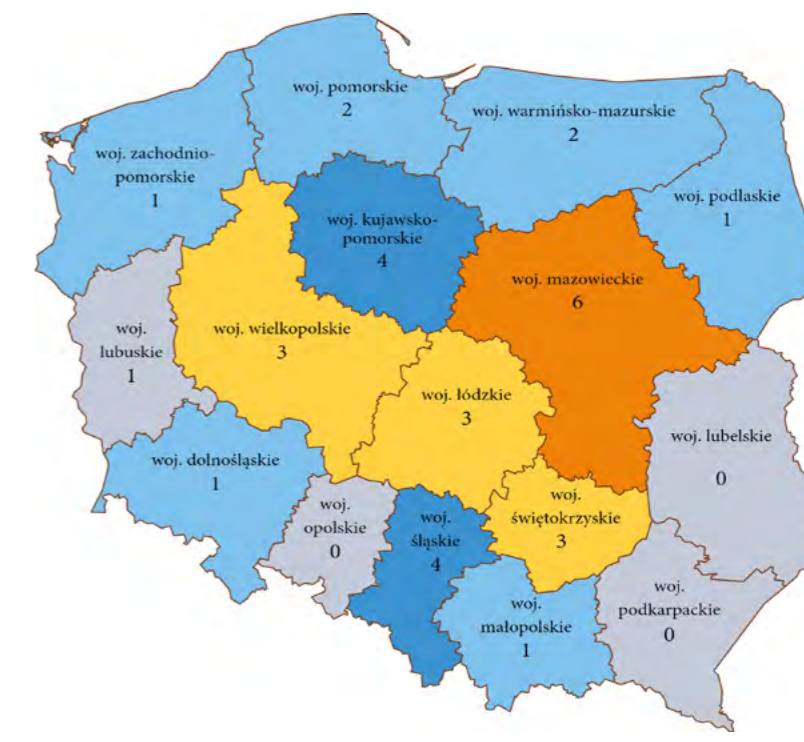 woj. pomorskie
2
woj. warmińsko-mazurskie
2
woj. zachodnio-
pomorskie
1
woj. podlaskie
1
woj. kujawsko-
pomorskie
4
woj. mazowieckie
6
woj.
lubuskie
1
woj. wielkopolskie
3
woj. łódzkie
3
woj. lubelskie
0
woj. dolnośląskie
1
woj.
opolskie
0
woj.
śląskie
4
woj.
świętokrzyskie
3
woj.
małopolskie
1
woj.
podkarpackie
0